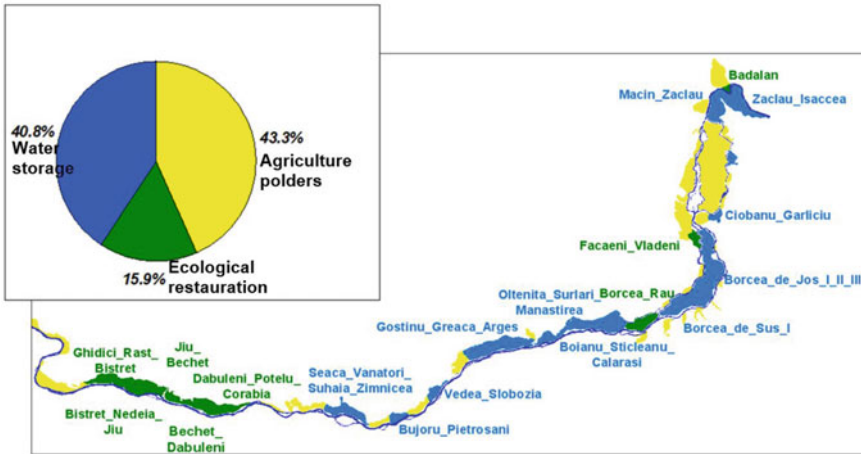 40.8%
Water
storage
43.3%
Agriculture
polders
15.9%
Ecological
restauration
Badalan
Macin_Zaclau
Zaclau_Isaccea
Ciobanu_Garliciu
Facaeni_Vladeni
Borcea_de_Jos_I_II_III
Oltenita_Surlari_
Manastirea
Borcea_Rau
Gostinu_Greaca_Arges
Borcea_de_Sus_I
Boianu_Sticleanu_
Calarasi
Ghidici_Rast_
Bistret
Jiu_
Bechet
Dabuleni_Potelu_
Corabia
Seaca_Vanatori_
Suhaia_Zimnicea
Vedea_Slobozia
Bistret_Nedeia_
Jiu
Bechet_
Dabuleni
Bujoru_Pietrosani